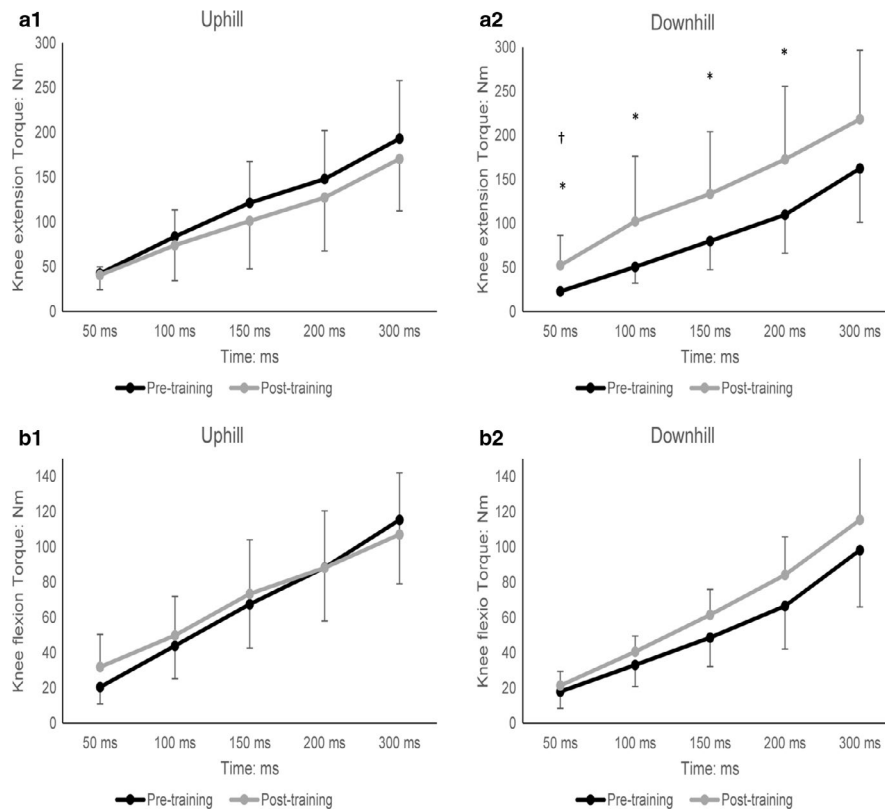 a1
Uphill
Knee extension Torque: Nm
300
250
200
150
100
50
0
50 ms 100 ms 150 ms 200 ms 300 ms
Time: ms
Pre-training Post-training
a2
Downhill
Knee extension Torque: Nm
300
250
200
150
100
50
0
†
*
*
*
*
50 ms 100 ms 150 ms 200 ms 300 ms
Time: ms
Pre-training Post-training
b1
Uphill
Knee flexion Torque: Nm
140
120
100
80
60
40
20
0
50 ms 100 ms 150 ms 200 ms 300 ms
Time: ms
Pre-training Post-training
b2
Downhill
Knee flexio Torque: Nm
140
120
100
80
60
40
20
0
50 ms 100 ms 150 ms 200 ms 300 ms
Time: ms
Pre-training Post-training